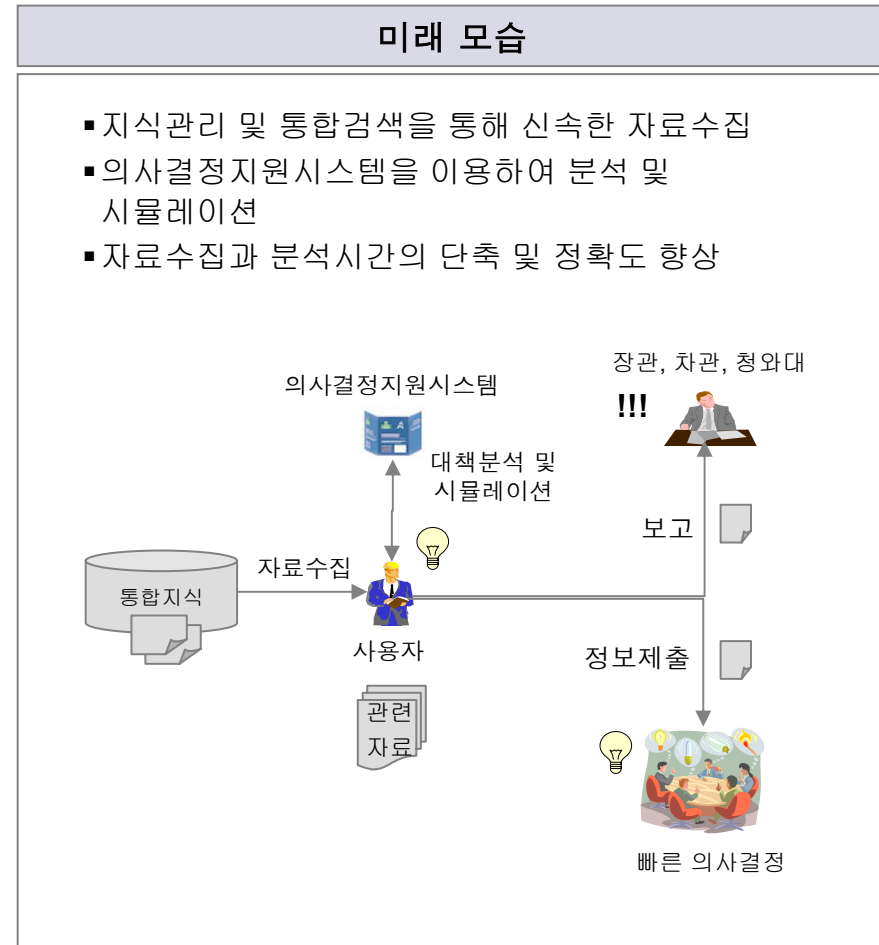 미래 모습
▪지식관리 및 통합검색을 통해 신속한 자료수집
▪의사결정지원시스템을 이용하여 분석 및
시뮬레이션
▪자료수집과 분석시간의 단축 및 정확도 향상
장관, 차관, 청와대
의사결정지원시스템
!!!
A
대책분석 및
시뮬레이션
보고
자료수집
통합지식
사용자
정보제출
관련
자료
빠른 의사결정